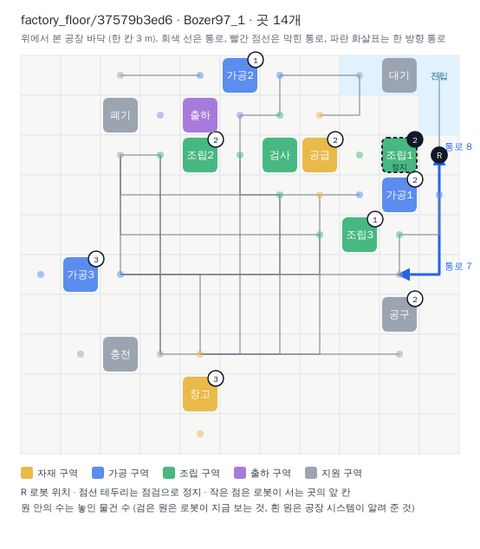 factory_floor/37579b3ed6 · Bozer97_1 · 곳 14개
위에서 본 공장 바닥 (한 칸 3 m). 회색 선은 통로, 빨간 점선은 막힌 통로, 파란 화살표는 한 방향 통로
1
가공2
대기
진입
폐기
출하
2
조립2
검사
2
공급
2
조립1
정지
R
통로 8
2
가공1
1
조립3
3
가공3
통로 7
2
공구
충전
3
창고
자재 구역
가공 구역
조립 구역
출하 구역
지원 구역
R 로봇 위치 · 점선 테두리는 점검으로 정지 · 작은 점은 로봇이 서는 곳의 앞 칸
원 안의 수는 놓인 물건 수 (검은 원은 로봇이 지금 보는 것, 흰 원은 공장 시스템이 알려 준 것)